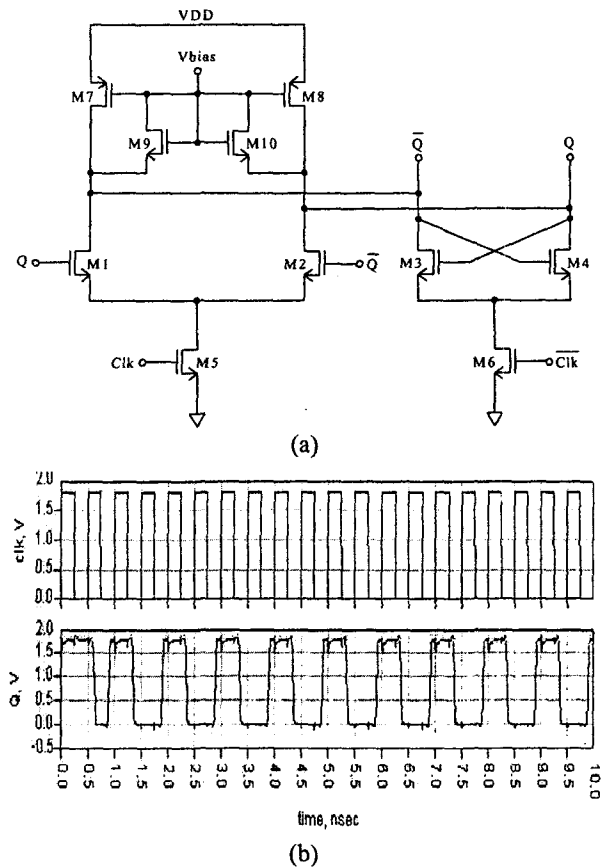 VDD
Vbias
M7
M8
M9
M10
Q̅
Q
Q
M1
M2
Q̅
M3
M4
Clk
M5
M6
C̅l̅k̅
(a)
clk, V
2.0
1.5
1.0
0.5
0.0
Q, V
2.0
1.5
1.0
0.5
0.0
-0.5
0.0
0.5
1.0
1.5
2.0
2.5
3.0
3.5
4.0
4.5
5.0
5.5
6.0
6.5
7.0
7.5
8.0
8.5
9.0
9.5
10.0
time, nsec
(b)